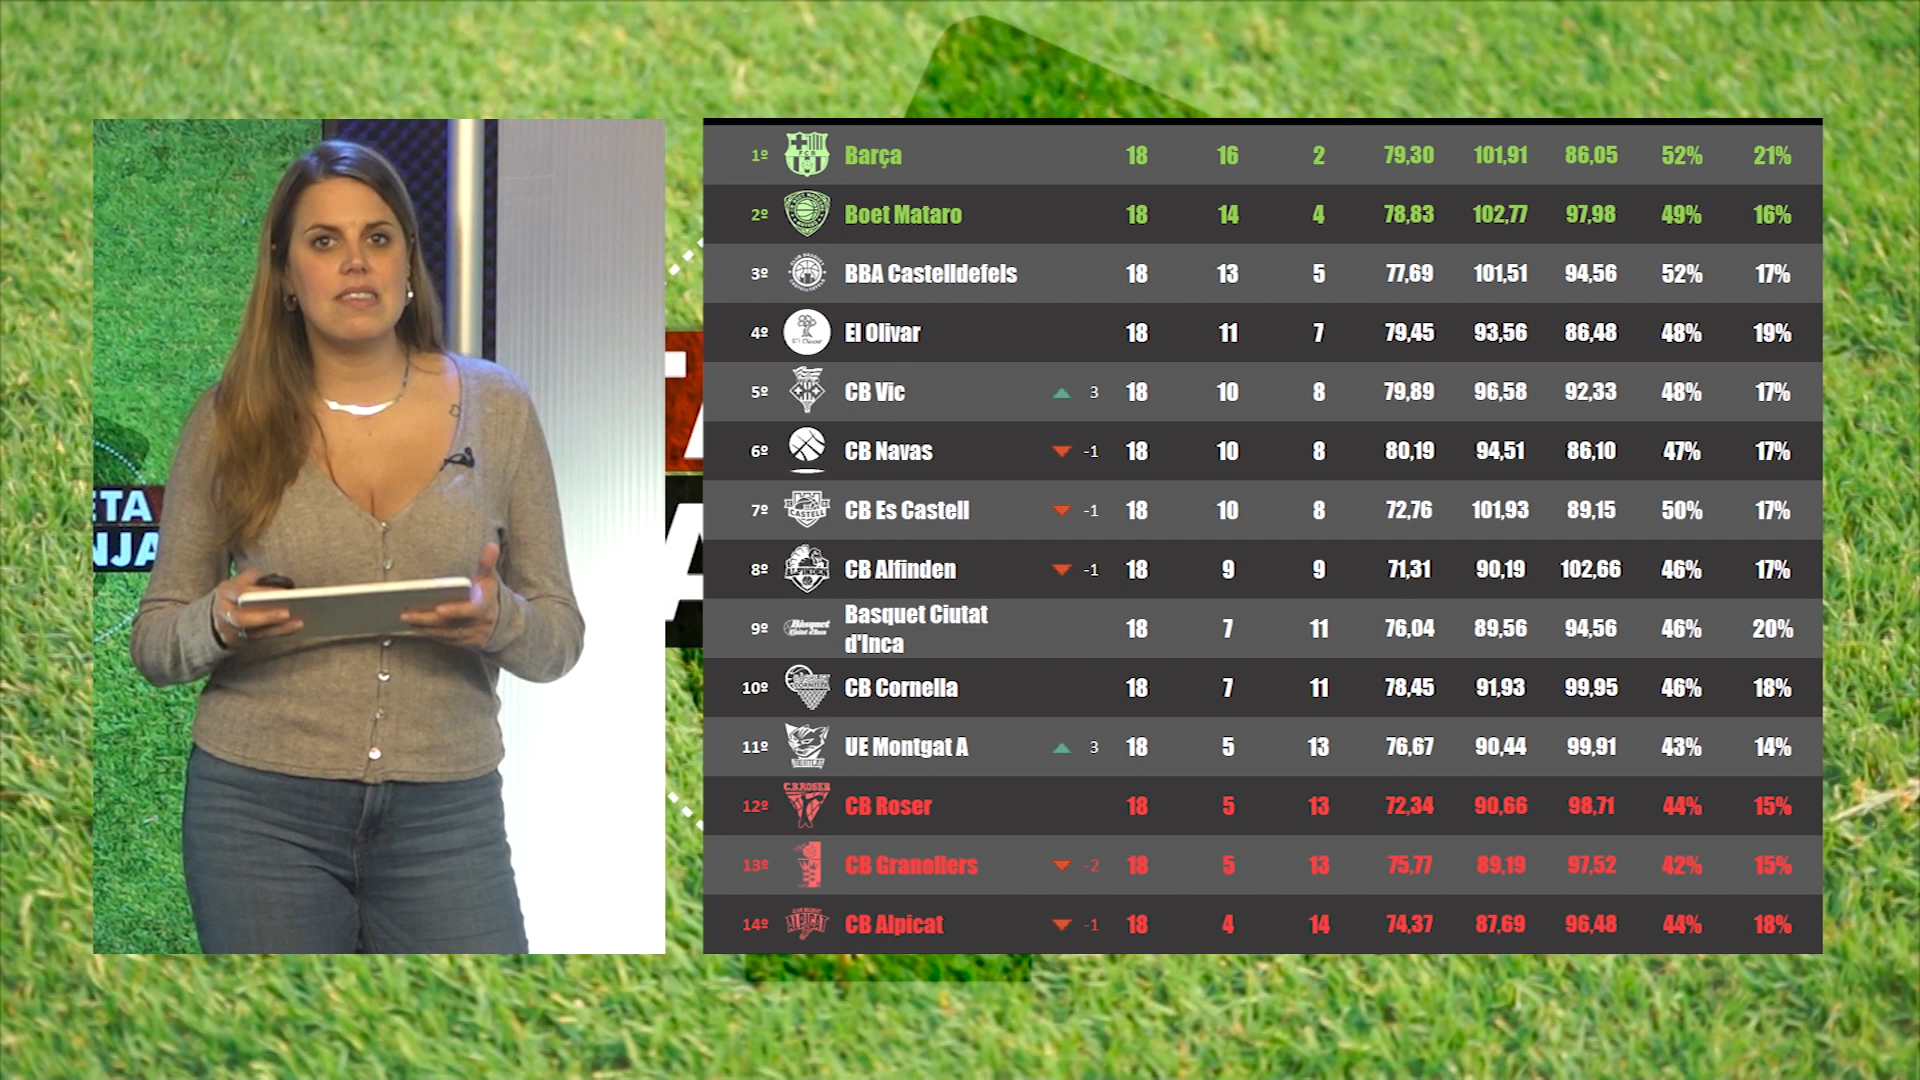 ETA
NJA
1º Barça 18 16 2 79,30 101,91 86,05 52% 21%
2º Boet Mataro 18 14 4 78,83 102,77 97,98 49% 16%
3º BBA Castelldefels 18 13 5 77,69 101,51 94,56 52% 17%
4º El Olivar 18 11 7 79,45 93,56 86,48 48% 19%
5º CB Vic 3 18 10 8 79,89 96,58 92,33 48% 17%
6º CB Navas -1 18 10 8 80,19 94,51 86,10 47% 17%
7º CB Es Castell -1 18 10 8 72,76 101,93 89,15 50% 17%
8º CB Alfinden -1 18 9 9 71,31 90,19 102,66 46% 17%
9º Basquet Ciutat d'Inca 18 7 11 76,04 89,56 94,56 46% 20%
10º CB Cornella 18 7 11 78,45 91,93 99,95 46% 18%
11º UE Montgat A 3 18 5 13 76,67 90,44 99,91 43% 14%
12º CB Roser 18 5 13 72,34 90,66 98,71 44% 15%
13º CB Granollers -2 18 5 13 75,77 89,19 97,52 42% 15%
14º CB Alpicat -1 18 4 14 74,37 87,69 96,48 44% 18%